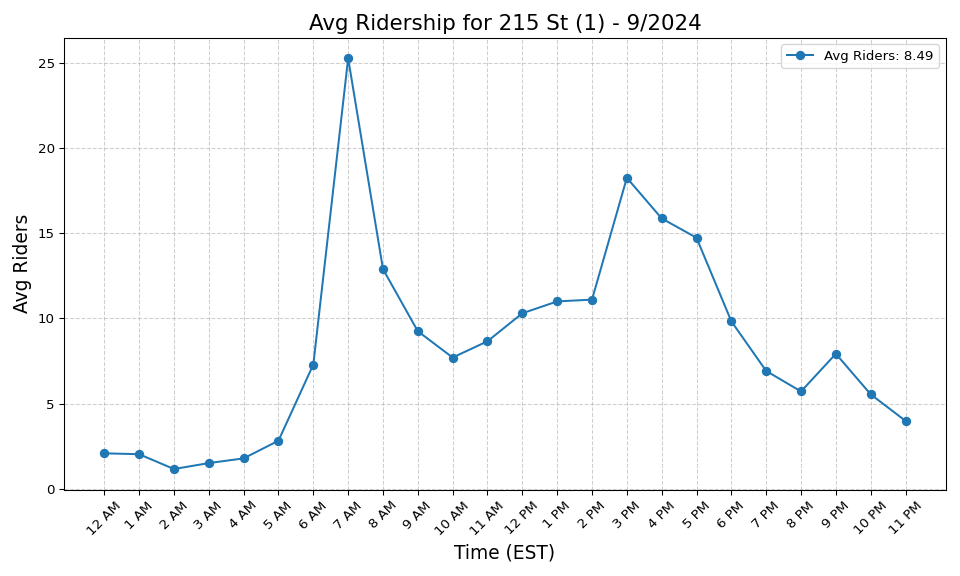 Avg Ridership for 215 St (1) - 9/2024
Avg Riders: 8.49
Avg Riders
25
20
15
10
5
0
12 AM
1 AM
2 AM
3 AM
4 AM
5 AM
6 AM
7 AM
8 AM
9 AM
10 AM
11 AM
12 PM
1 PM
2 PM
3 PM
4 PM
5 PM
6 PM
7 PM
8 PM
9 PM
10 PM
11 PM
Time (EST)